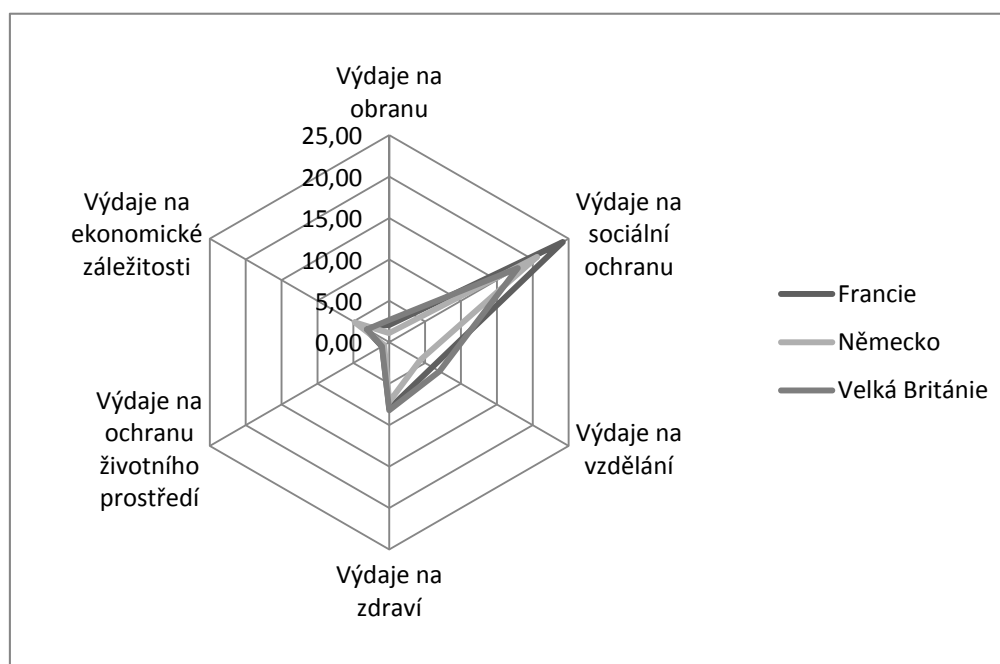 Výdaje na
obranu
25,00
20,00
15,00
10,00
5,00
0,00
Výdaje na
sociální
ochranu
Výdaje na
vzdělání
Výdaje na
zdraví
Výdaje na
ochranu
životního
prostředí
Výdaje na
ekonomické
záležitosti
Francie
Německo
Velká Británie